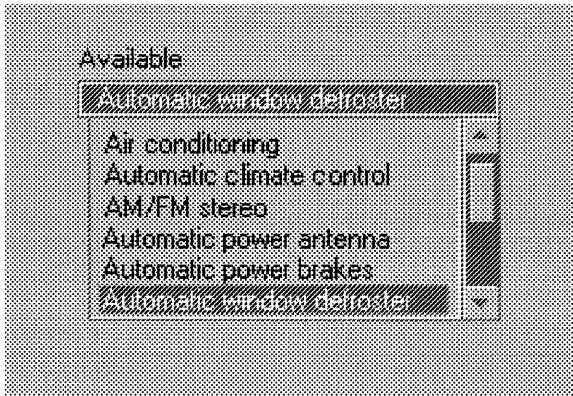 Available
Automatic window defroster
Air conditioning
Automatic climate control
AM/FM stereo
Automatic power antenna
Automatic power brakes
Automatic window defroster